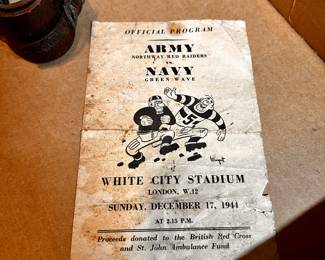 OFFICIAL PROGRAM
ARMY
NORTHWAY RED RAIDERS
vs.
NAVY
GREEN WAVE
at
WHITE CITY STADIUM
LONDON, W.12
SUNDAY, DECEMBER 17, 1944
AT 2.15 P.M.
Proceeds donated to the British Red Cross
and St. John Ambulance Fund